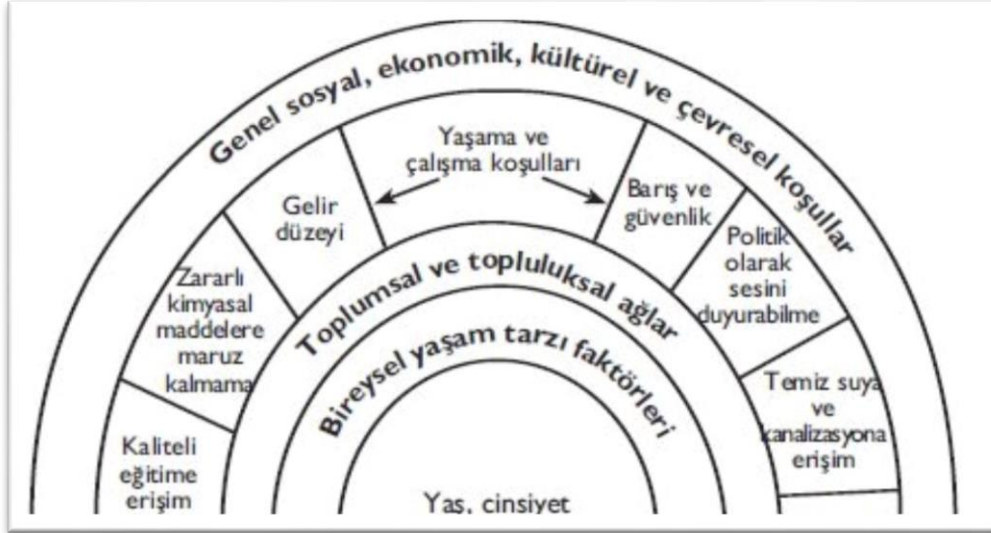 Genel sosyal, ekonomik, kültürel ve çevresel koşullar
Yaşama ve
çalışma koşulları
Gelir
düzeyi
Barış ve
güvenlik
Zararlı
kimyasal
maddelere
maruz
kalmama
Politik
olarak
sesini
duyurabilme
Kaliteli
eğitime
erişim
Temiz suya
ve
kanalizasyona
erişim
Toplumsal ve topluluksal ağlar
Bireysel yaşam tarzı faktörleri
Yaş, cinsiyet